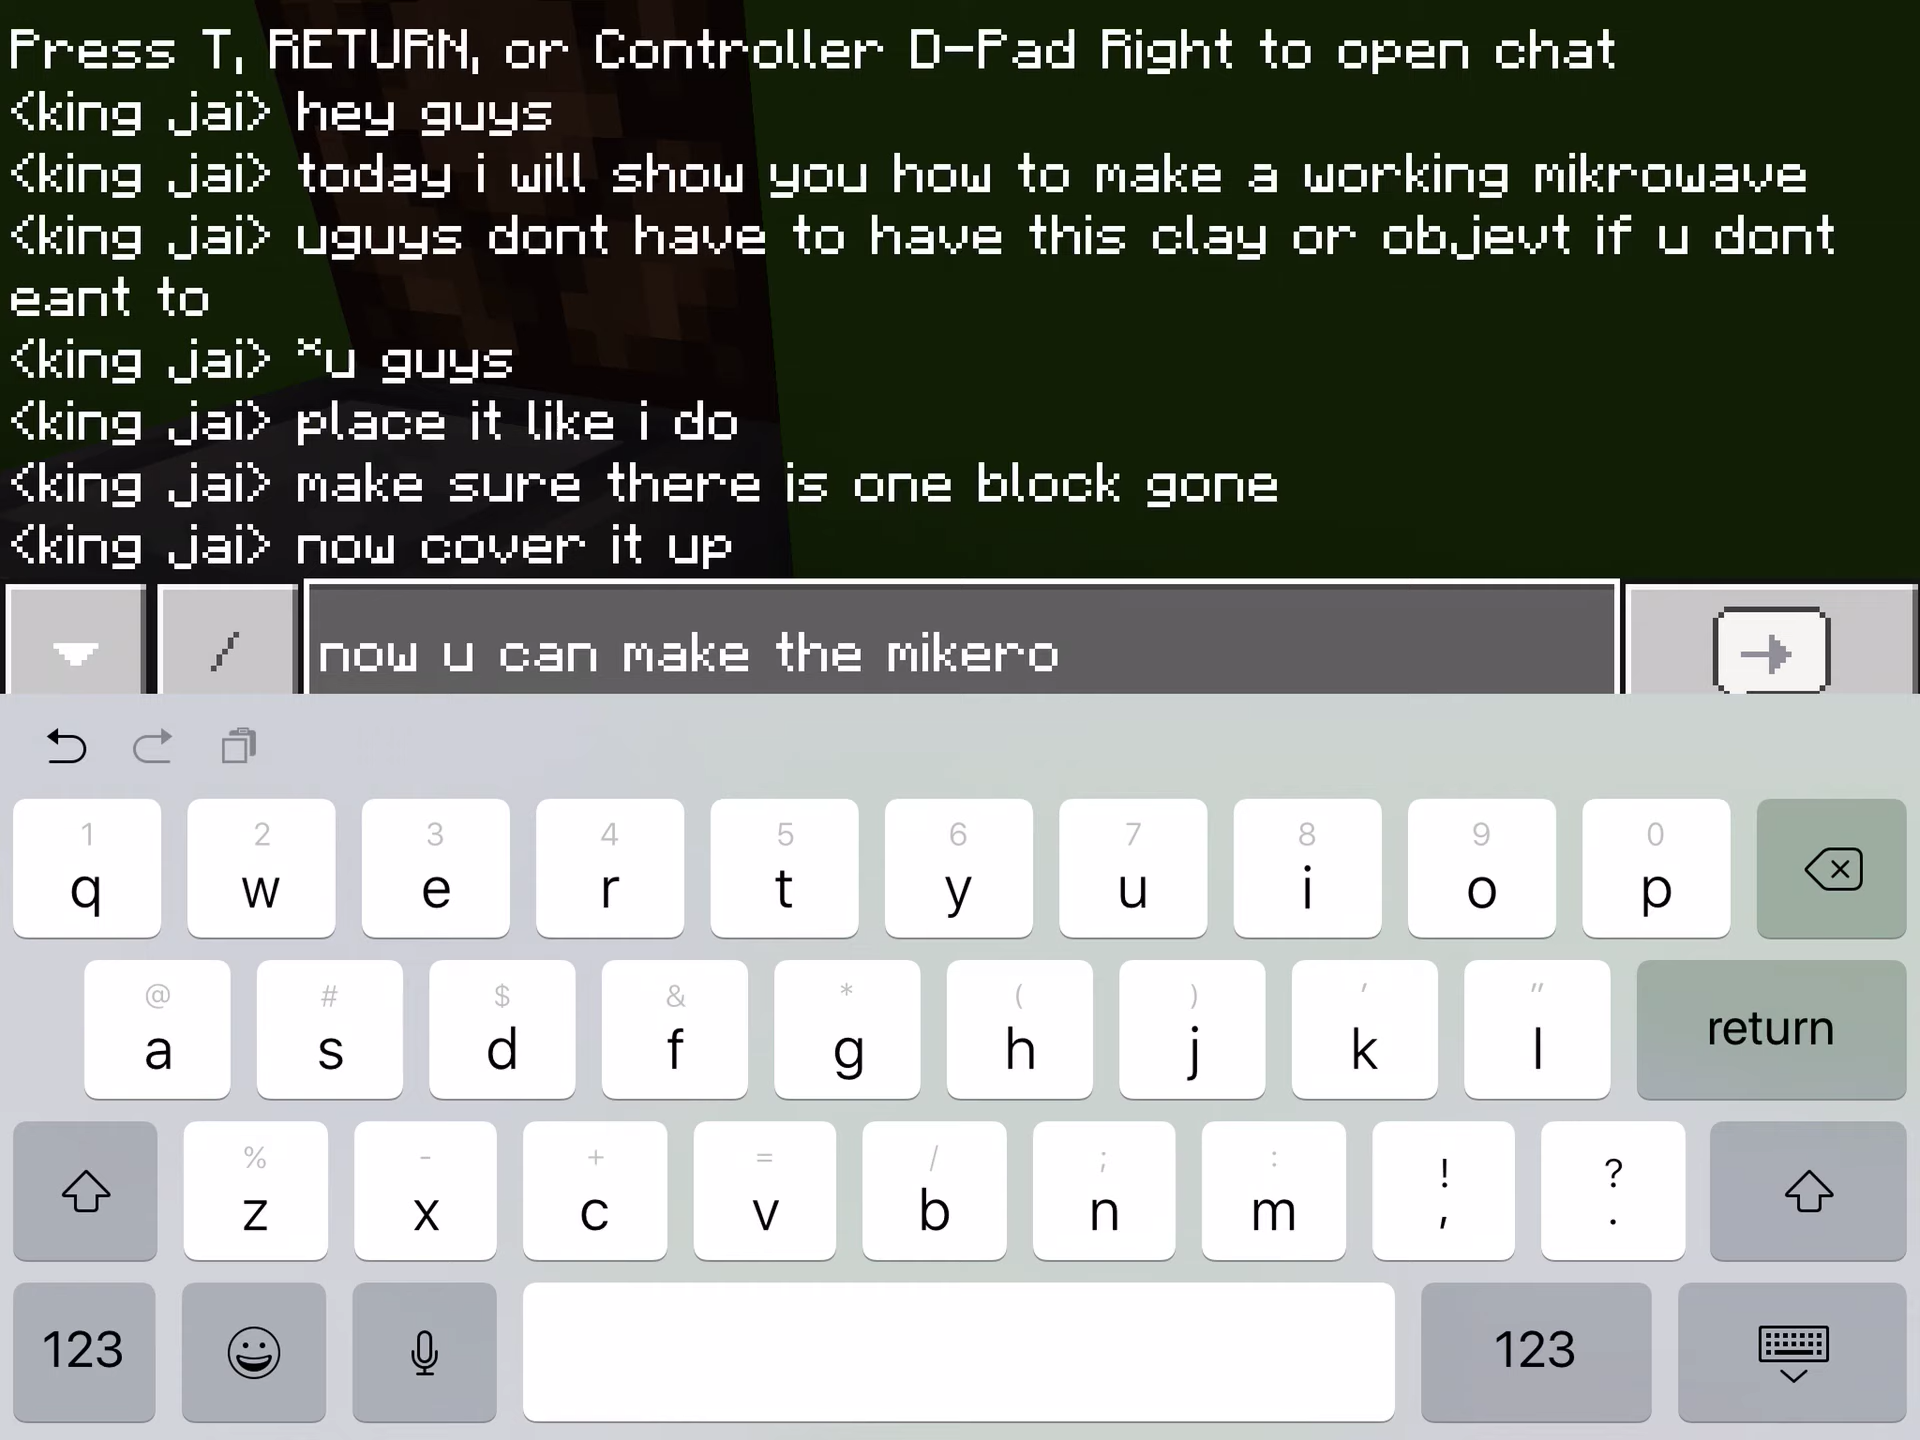 Press T, RETURN, or Controller D-Pad Right to open chat
<king jai> hey guys
<king jai> today i will show you how to make a working mikrowave
<king jai> uguys dont have to have this clay or objevt if u dont
eant to
<king jai> *u guys
<king jai> place it like i do
<king jai> make sure there is one block gone
<king jai> now cover it up
/ now u can make the mikero
1 2 3 4 5 6 7 8 9 0
q w e r t y u i o p
@ # $ & * ( ) ' "
a s d f g h j k l return
% - + = / ; : ! ?
z x c v b n m , .
123 123